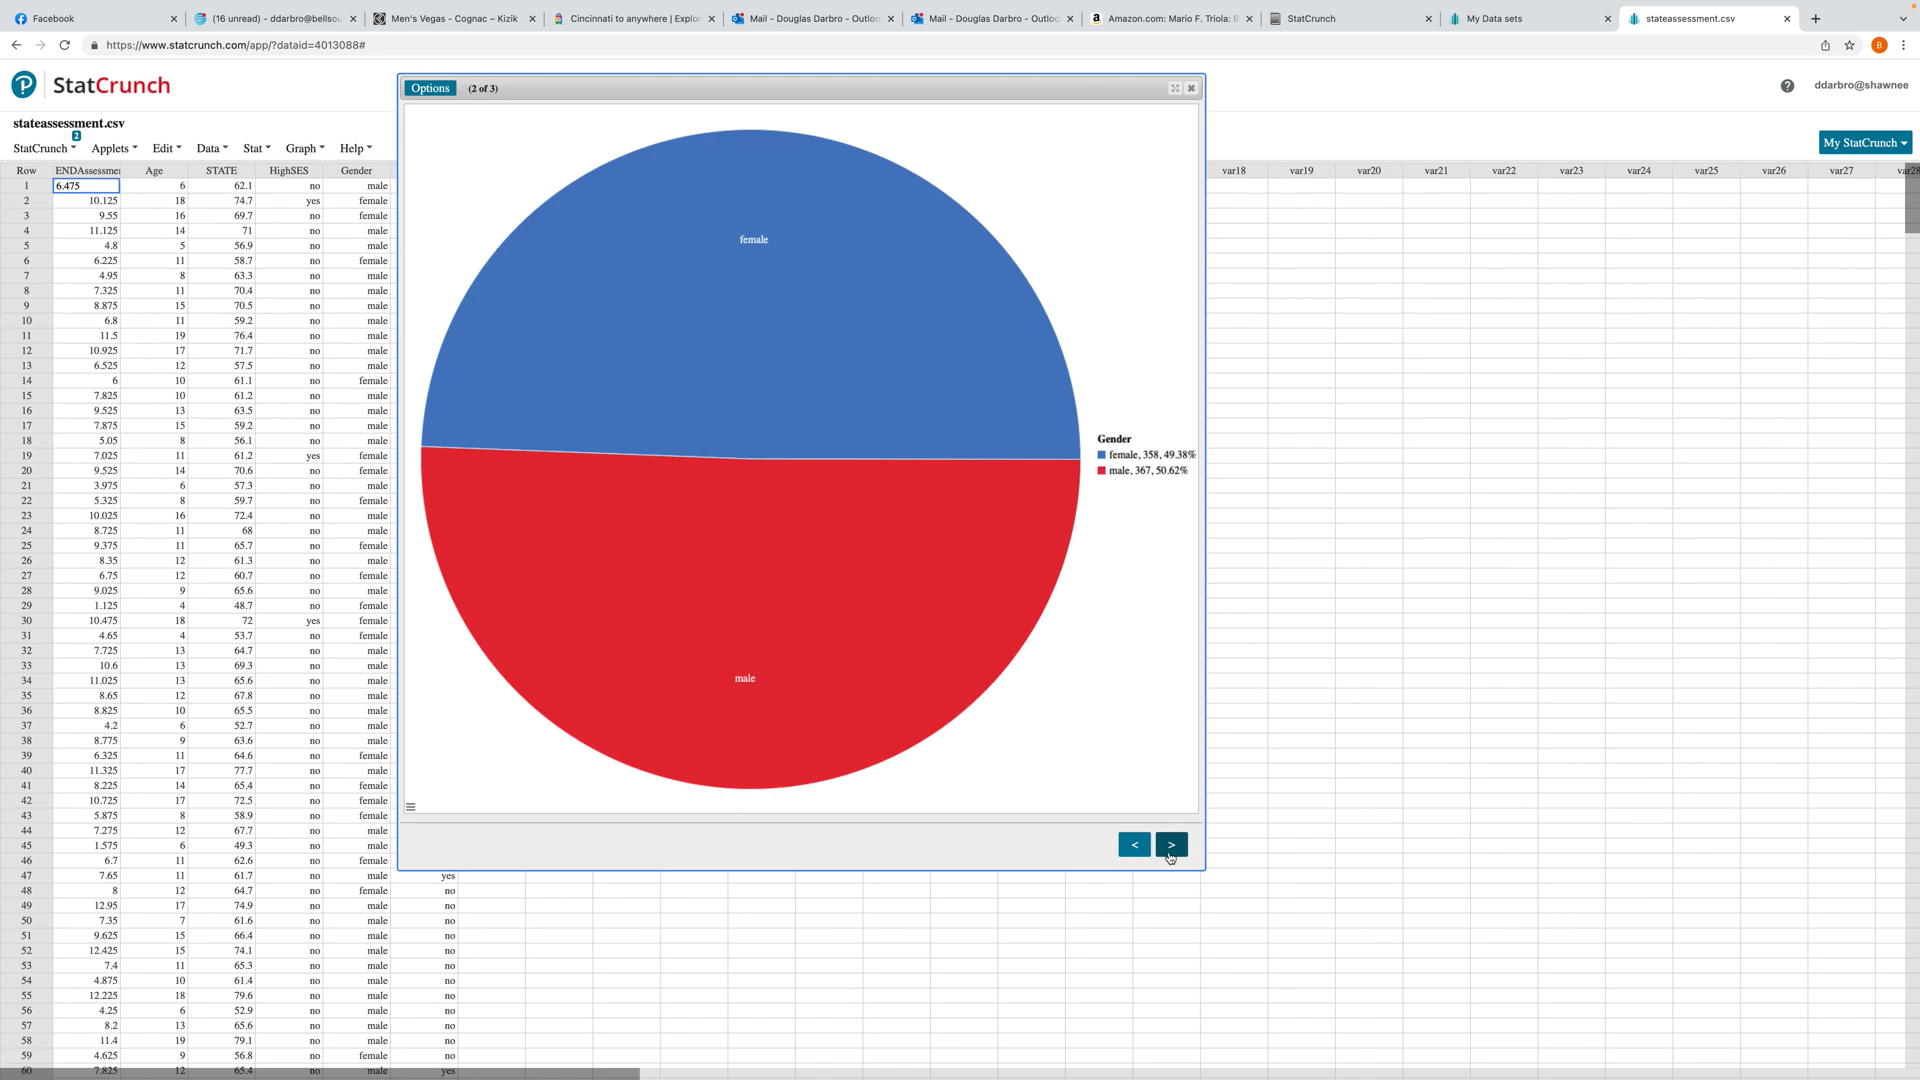 Facebook
(16 unread) - ddarbro@bellsou
Men's Vegas - Cognac – Kizik
Cincinnati to anywhere | Explor
Mail - Douglas Darbro - Outloo
Mail - Douglas Darbro - Outloo
Amazon.com: Mario F. Triola: B
StatCrunch
My Data sets
stateassessment.csv
https://www.statcrunch.com/app/?dataid=4013088#
B
P StatCrunch
ddarbro@shawnee
stateassessment.csv
2
StatCrunch Applets Edit Data Stat Graph Help
My StatCrunch
Options (2 of 3)
Row ENDAssessme Age STATE HighSES Gender var18 var19 var20 var21 var22 var23 var24 var25 var26 var27 var28
1 6.475 6 62.1 no male
2 10.125 18 74.7 yes female
3 9.55 16 69.7 no female
4 11.125 14 71 no male
5 4.8 5 56.9 no male
6 6.225 11 58.7 no female
7 4.95 8 63.3 no male
8 7.325 11 70.4 no male
9 8.875 15 70.5 no male
10 6.8 11 59.2 no male
11 11.5 19 76.4 no male
12 10.925 17 71.7 no male
13 6.525 12 57.5 no male
14 6 10 61.1 no female
15 7.825 10 61.2 no male
16 9.525 13 63.5 no male
17 7.875 15 59.2 no male
18 5.05 8 56.1 no male
19 7.025 11 61.2 yes female
20 9.525 14 70.6 no female
21 3.975 6 57.3 no male
22 5.325 8 59.7 no female
23 10.025 16 72.4 no male
24 8.725 11 68 no male
25 9.375 11 65.7 no female
26 8.35 12 61.3 no male
27 6.75 12 60.7 no female
28 9.025 9 65.6 no male
29 1.125 4 48.7 no female
30 10.475 18 72 yes female
31 4.65 4 53.7 no female
32 7.725 13 64.7 no male
33 10.6 13 69.3 no male
34 11.025 13 65.6 no male
35 8.65 12 67.8 no male
36 8.825 10 65.5 no male
37 4.2 6 52.7 no male
38 8.775 9 63.6 no male
39 6.325 11 64.6 no female
40 11.325 17 77.7 no male
41 8.225 14 65.4 no female
42 10.725 17 72.5 no female
43 5.875 8 58.9 no female
44 7.275 12 67.7 no male
45 1.575 6 49.3 no male
46 6.7 11 62.6 no female
47 7.65 11 61.7 no male yes
48 8 12 64.7 no female no
49 12.95 17 74.9 no male no
50 7.35 7 61.6 no male no
51 9.625 15 66.4 no male no
52 12.425 15 74.1 no male no
53 7.4 11 65.3 no male no
54 4.875 10 61.4 no male no
55 12.225 18 79.6 no male no
56 4.25 6 52.9 no male no
57 8.2 13 65.6 no male no
58 11.4 19 79.1 no male no
59 4.625 9 56.8 no female no
60 7.825 12 65.4 no male yes
female
male
Gender
female, 358, 49.38%
male, 367, 50.62%
< >